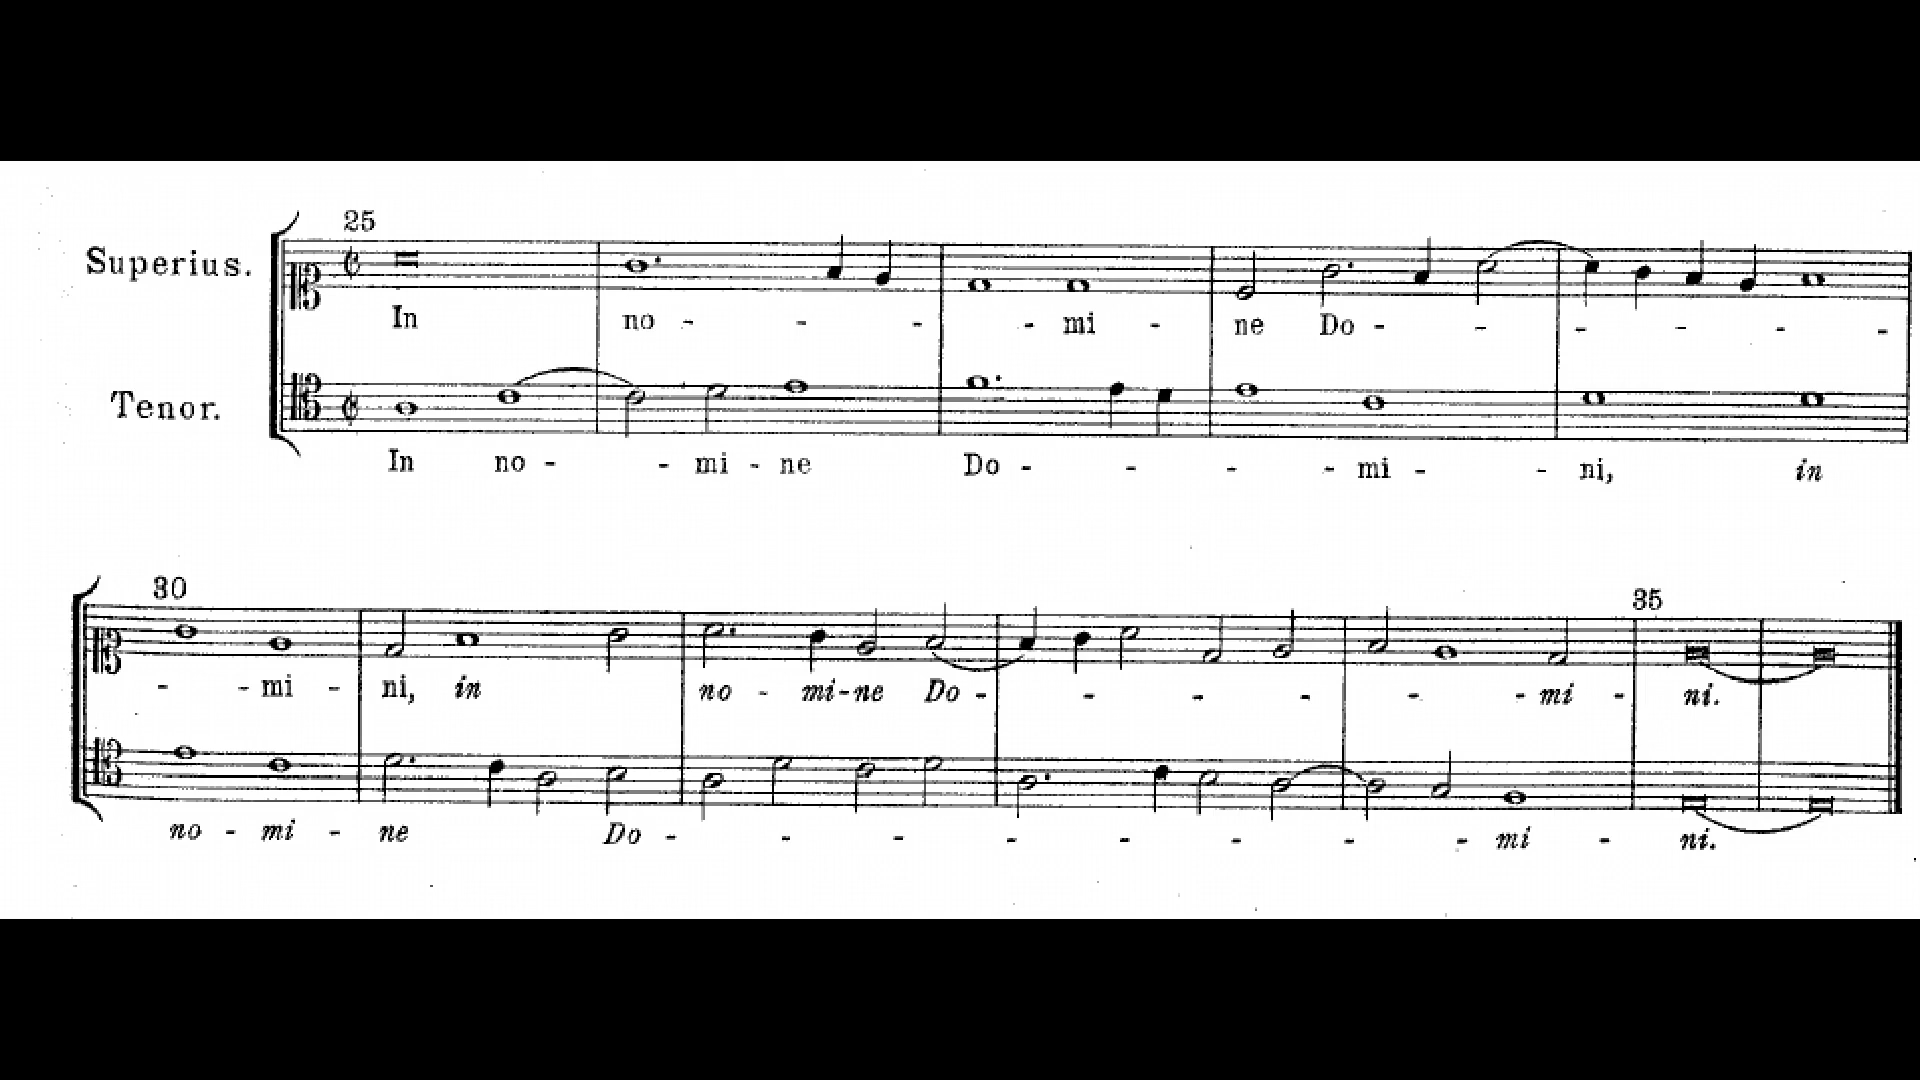 25
Superius.
In no - - - - mi - ne Do - - - - - -
Tenor.
In no - - mi - ne Do - - - - mi - - ni, in
30 35
- - mi - ni, in no - mi - ne Do - - - - - - mi - ni.
no - mi - ne Do - - - - - - - - mi - ni.